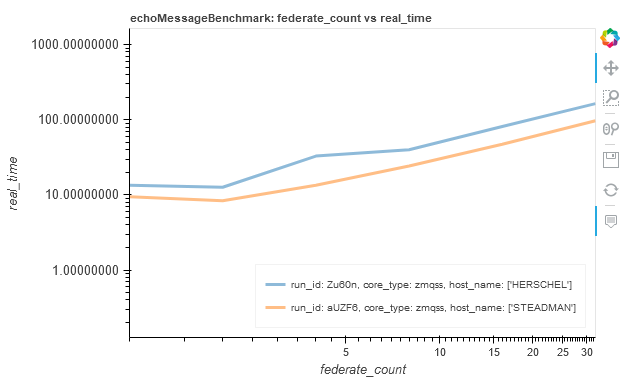 echoMessageBenchmark: federate_count vs real_time
1000.00000000
100.00000000
10.00000000
1.00000000
real_time
run_id: Zu60n, core_type: zmqss, host_name: ['HERSCHEL']
run_id: aUZF6, core_type: zmqss, host_name: ['STEADMAN']
5 10 15 20 25 30
federate_count